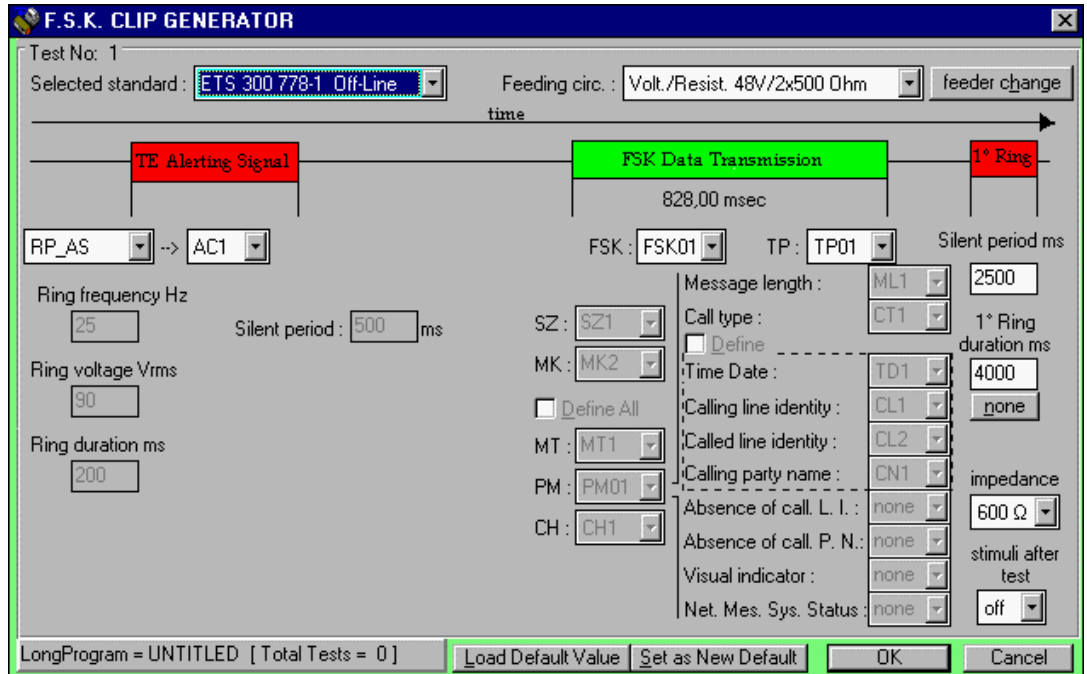 F.S.K. CLIP GENERATOR
Test No: 1
Selected standard : ETS 300 778-1 Off-Line
Feeding circ. : Volt./Resist. 48V/2x500 Ohm
feeder change
time
TE Alerting Signal
FSK Data Transmission
1° Ring
828,00 msec
RP_AS --> AC1
FSK : FSK01 TP : TP01
Silent period ms
2500
Ring frequency Hz
25
Silent period : 500 ms
Ring voltage Vrms
90
Ring duration ms
200
SZ : SZ1
MK : MK2
Define All
MT : MT1
PM : PM01
CH : CH1
Message length : ML1
Call type : CT1
Define
Time Date : TD1
Calling line identity : CL1
Called line identity : CL2
Calling party name : CN1
Absence of call. L. I. : none
Absence of call. P. N.: none
Visual indicator : none
Net. Mes. Sys. Status : none
1° Ring
duration ms
4000
none
impedance
600 Ω
stimuli after
test
off
LongProgram = UNTITLED [ Total Tests = 0 ]
Load Default Value
Set as New Default
OK
Cancel